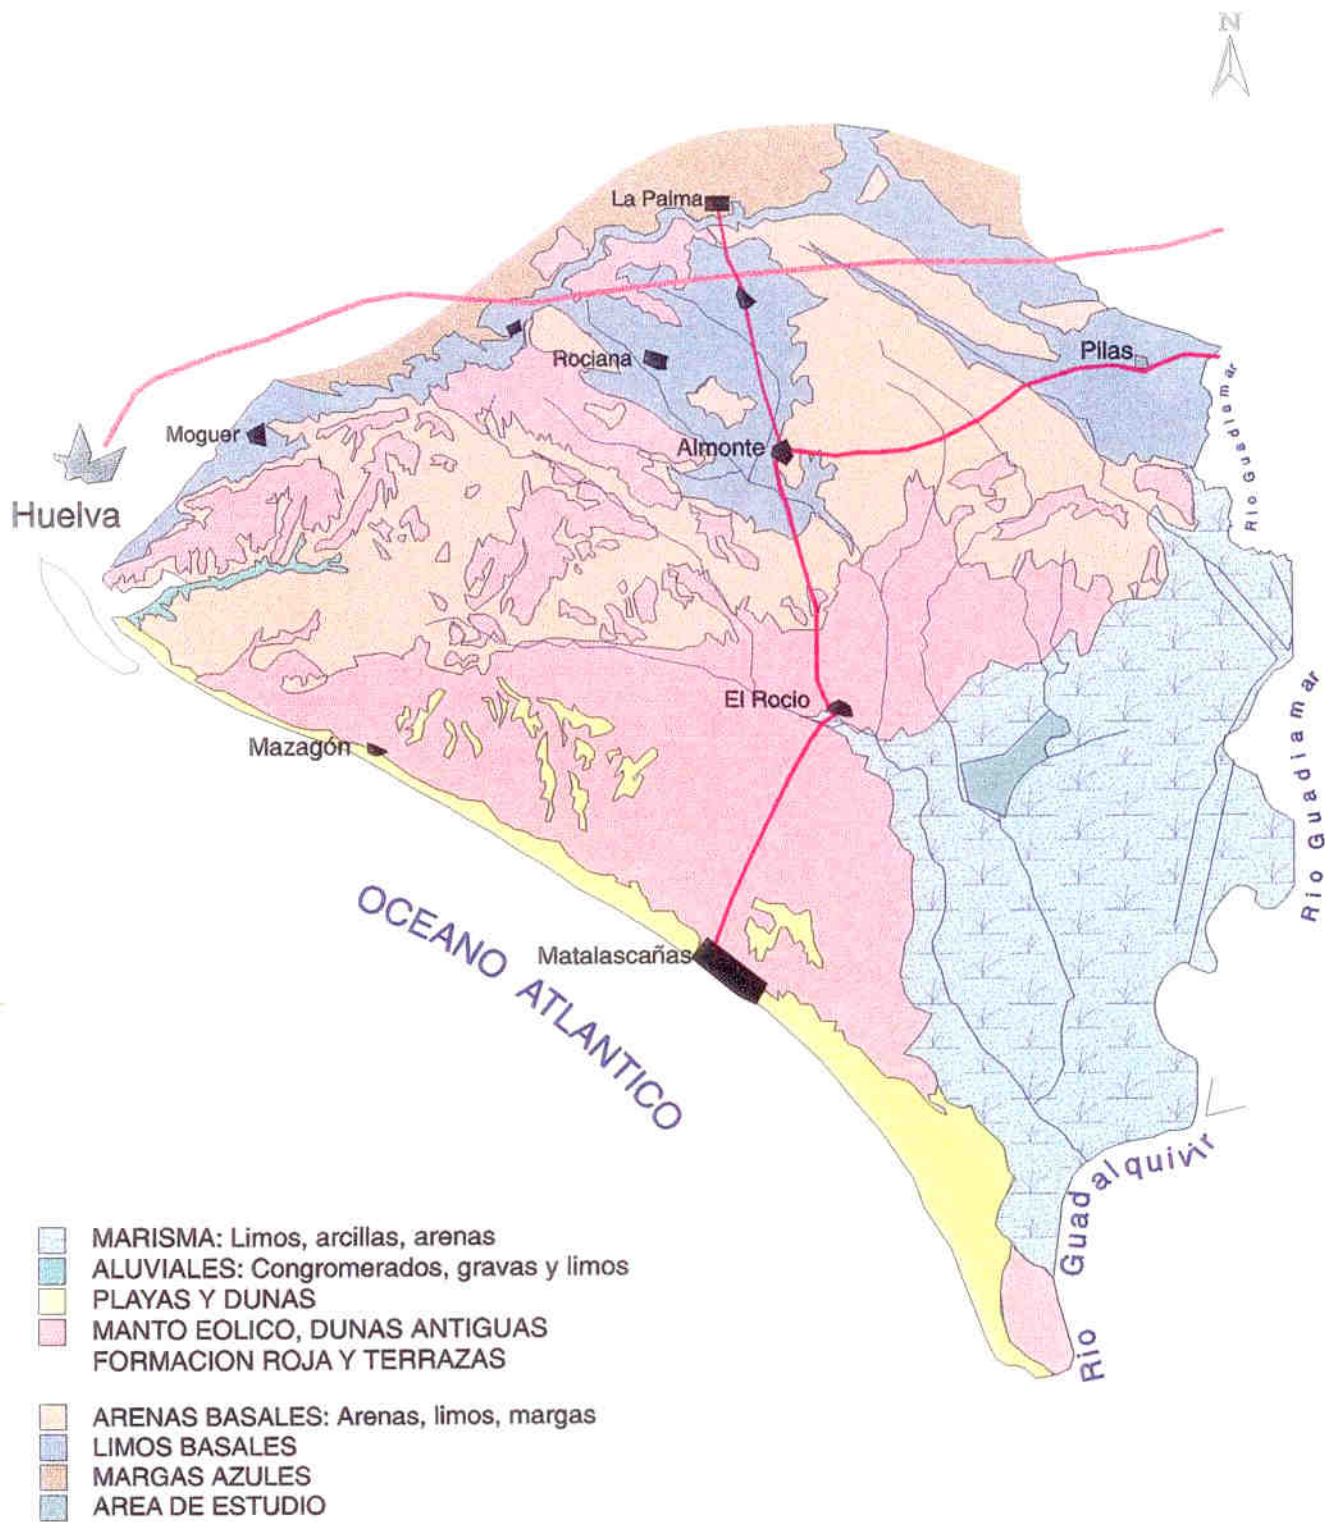 N
La Palma
Rociana
Pilas
Moguer
Almonte
Rio Guadiamar
Huelva
El Rocio
Mazagón
Rio Guadiamar
OCEANO ATLANTICO
Matalascañas
Rio Guadalquivir
MARISMA: Limos, arcillas, arenas
ALUVIALES: Congromerados, gravas y limos
PLAYAS Y DUNAS
MANTO EOLICO, DUNAS ANTIGUAS
FORMACION ROJA Y TERRAZAS
ARENAS BASALES: Arenas, limos, margas
LIMOS BASALES
MARGAS AZULES
AREA DE ESTUDIO